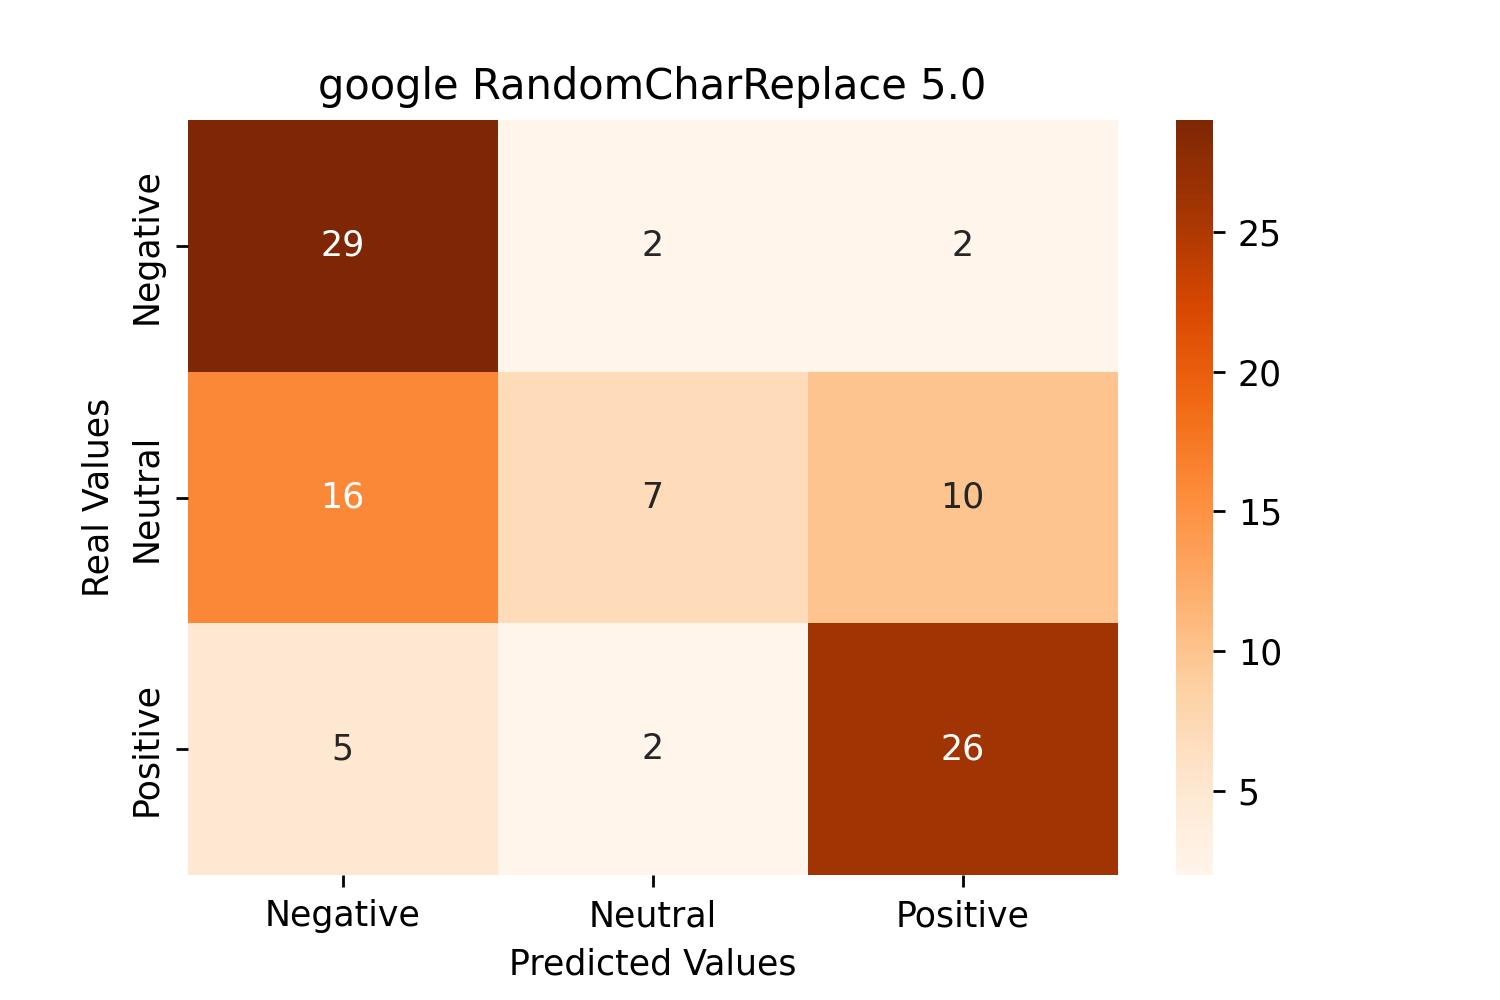 google RandomCharReplace 5.0
Real Values
Negative
29
2
2
Neutral
16
7
10
Positive
5
2
26
Negative
Neutral
Positive
Predicted Values
25
20
15
10
5